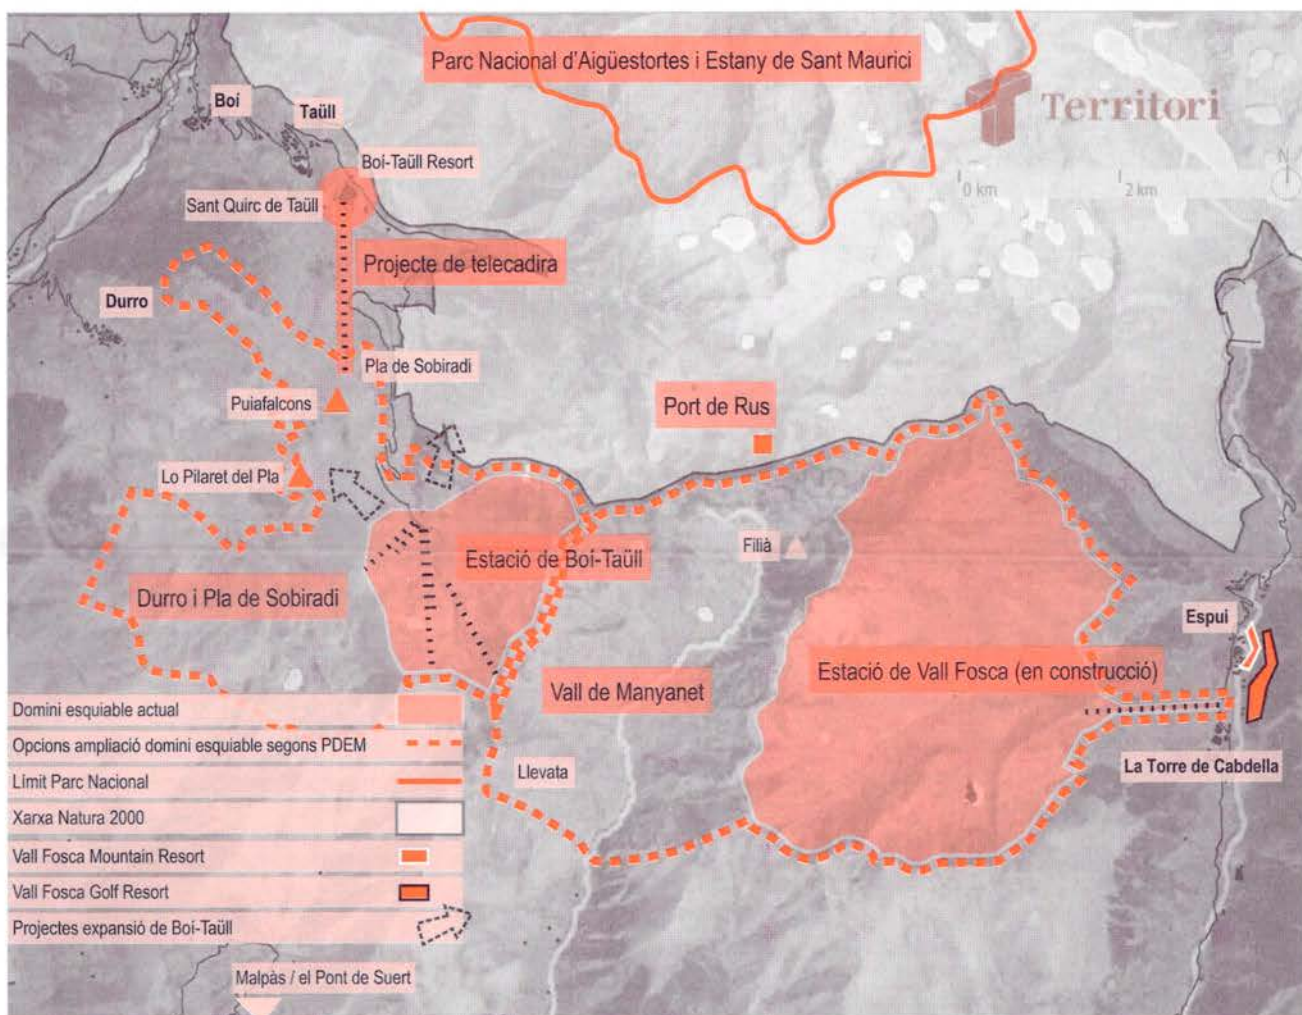 Parc Nacional d'Aigüestortes i Estany de Sant Maurici
Territori
Boí
Taüll
Boí-Taüll Resort
N
0 km
2 km
Sant Quirc de Taüll
Projecte de telecadira
Durro
Pla de Sobiradi
Puiafalcons
Port de Rus
Lo Pilaret del Pla
Estació de Boí-Taüll
Filià
Durro i Pla de Sobiradi
Espui
Estació de Vall Fosca (en construcció)
Vall de Manyanet
Domini esquiable actual
Opcions ampliació domini esquiable segons PDEM
Llevata
La Torre de Cabdella
Límit Parc Nacional
Xarxa Natura 2000
Vall Fosca Mountain Resort
Vall Fosca Golf Resort
Projectes expansió de Boí-Taüll
Malpàs / el Pont de Suert